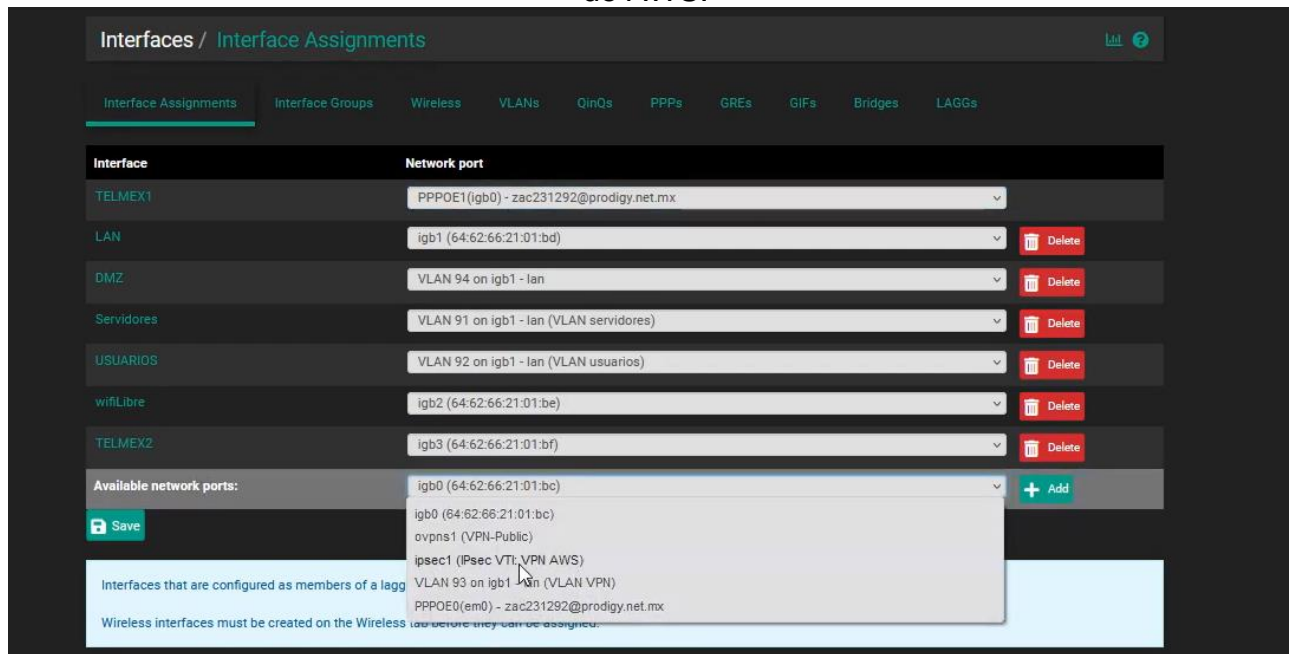 de AWS.
Interfaces / Interface Assignments
Interface Assignments Interface Groups Wireless VLANs QinQs PPPs GREs GIFs Bridges LAGGs
Interface Network port
TELMEX1 PPPOE1(igb0) - zac231292@prodigy.net.mx
LAN igb1 (64:62:66:21:01:bd) Delete
DMZ VLAN 94 on igb1 - lan Delete
Servidores VLAN 91 on igb1 - lan (VLAN servidores) Delete
USUARIOS VLAN 92 on igb1 - lan (VLAN usuarios) Delete
wifiLibre igb2 (64:62:66:21:01:be) Delete
TELMEX2 igb3 (64:62:66:21:01:bf) Delete
Available network ports: igb0 (64:62:66:21:01:bc) Add
igb0 (64:62:66:21:01:bc)
Save
ovpns1 (VPN-Public)
ipsec1 (IPsec VTI: VPN AWS)
Interfaces that are configured as members of a lagg
VLAN 93 on igb1 - lan (VLAN VPN)
PPPOE0(em0) - zac231292@prodigy.net.mx
Wireless interfaces must be created on the Wireless tab before they can be assigned.